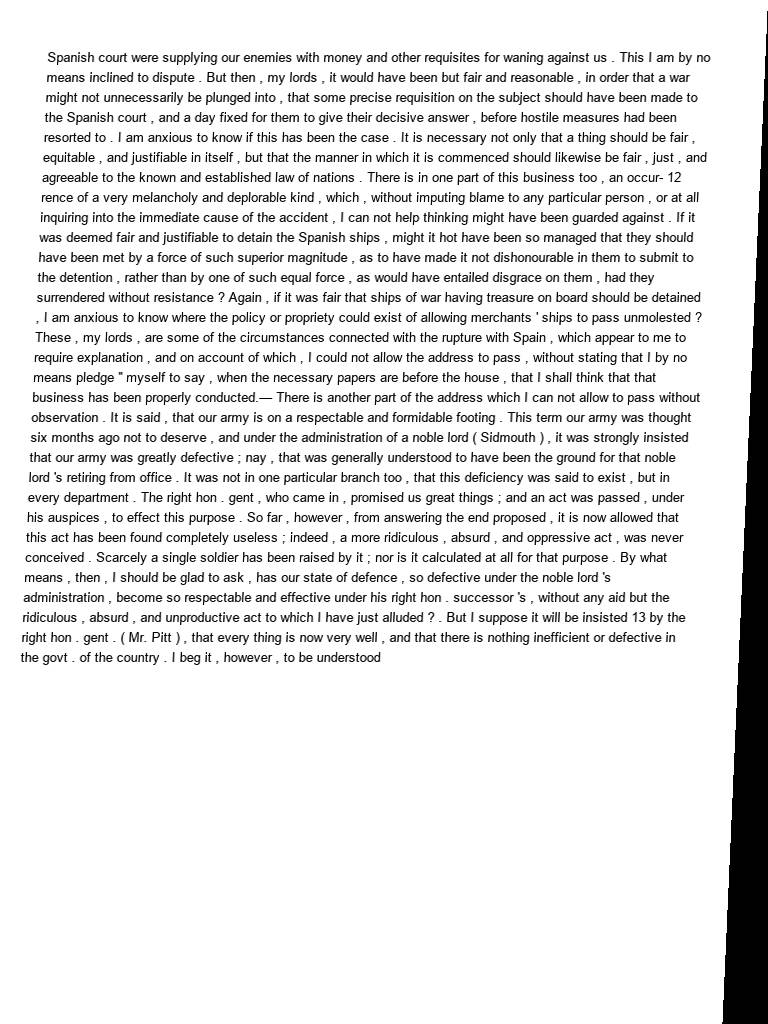 Spanish court were supplying our enemies with money and other requisites for waning against us . This I am by no
means inclined to dispute . But then , my lords , it would have been but fair and reasonable , in order that a war
might not unnecessarily be plunged into , that some precise requisition on the subject should have been made to
the Spanish court , and a day fixed for them to give their decisive answer , before hostile measures had been
resorted to . I am anxious to know if this has been the case . It is necessary not only that a thing should be fair ,
equitable , and justifiable in itself , but that the manner in which it is commenced should likewise be fair , just , and
agreeable to the known and established law of nations . There is in one part of this business too , an occur- 12
rence of a very melancholy and deplorable kind , which , without imputing blame to any particular person , or at all
inquiring into the immediate cause of the accident , I can not help thinking might have been guarded against . If it
was deemed fair and justifiable to detain the Spanish ships , might it hot have been so managed that they should
have been met by a force of such superior magnitude , as to have made it not dishonourable in them to submit to
the detention , rather than by one of such equal force , as would have entailed disgrace on them , had they
surrendered without resistance ? Again , if it was fair that ships of war having treasure on board should be detained
, I am anxious to know where the policy or propriety could exist of allowing merchants ' ships to pass unmolested ?
These , my lords , are some of the circumstances connected with the rupture with Spain , which appear to me to
require explanation , and on account of which , I could not allow the address to pass , without stating that I by no
means pledge " myself to say , when the necessary papers are before the house , that I shall think that that
business has been properly conducted.— There is another part of the address which I can not allow to pass without
observation . It is said , that our army is on a respectable and formidable footing . This term our army was thought
six months ago not to deserve , and under the administration of a noble lord ( Sidmouth ) , it was strongly insisted
that our army was greatly defective ; nay , that was generally understood to have been the ground for that noble
lord 's retiring from office . It was not in one particular branch too , that this deficiency was said to exist , but in
every department . The right hon . gent , who came in , promised us great things ; and an act was passed , under
his auspices , to effect this purpose . So far , however , from answering the end proposed , it is now allowed that
this act has been found completely useless ; indeed , a more ridiculous , absurd , and oppressive act , was never
conceived . Scarcely a single soldier has been raised by it ; nor is it calculated at all for that purpose . By what
means , then , I should be glad to ask , has our state of defence , so defective under the noble lord 's
administration , become so respectable and effective under his right hon . successor 's , without any aid but the
ridiculous , absurd , and unproductive act to which I have just alluded ? . But I suppose it will be insisted 13 by the
right hon . gent . ( Mr. Pitt ) , that every thing is now very well , and that there is nothing inefficient or defective in
the govt . of the country . I beg it , however , to be understood